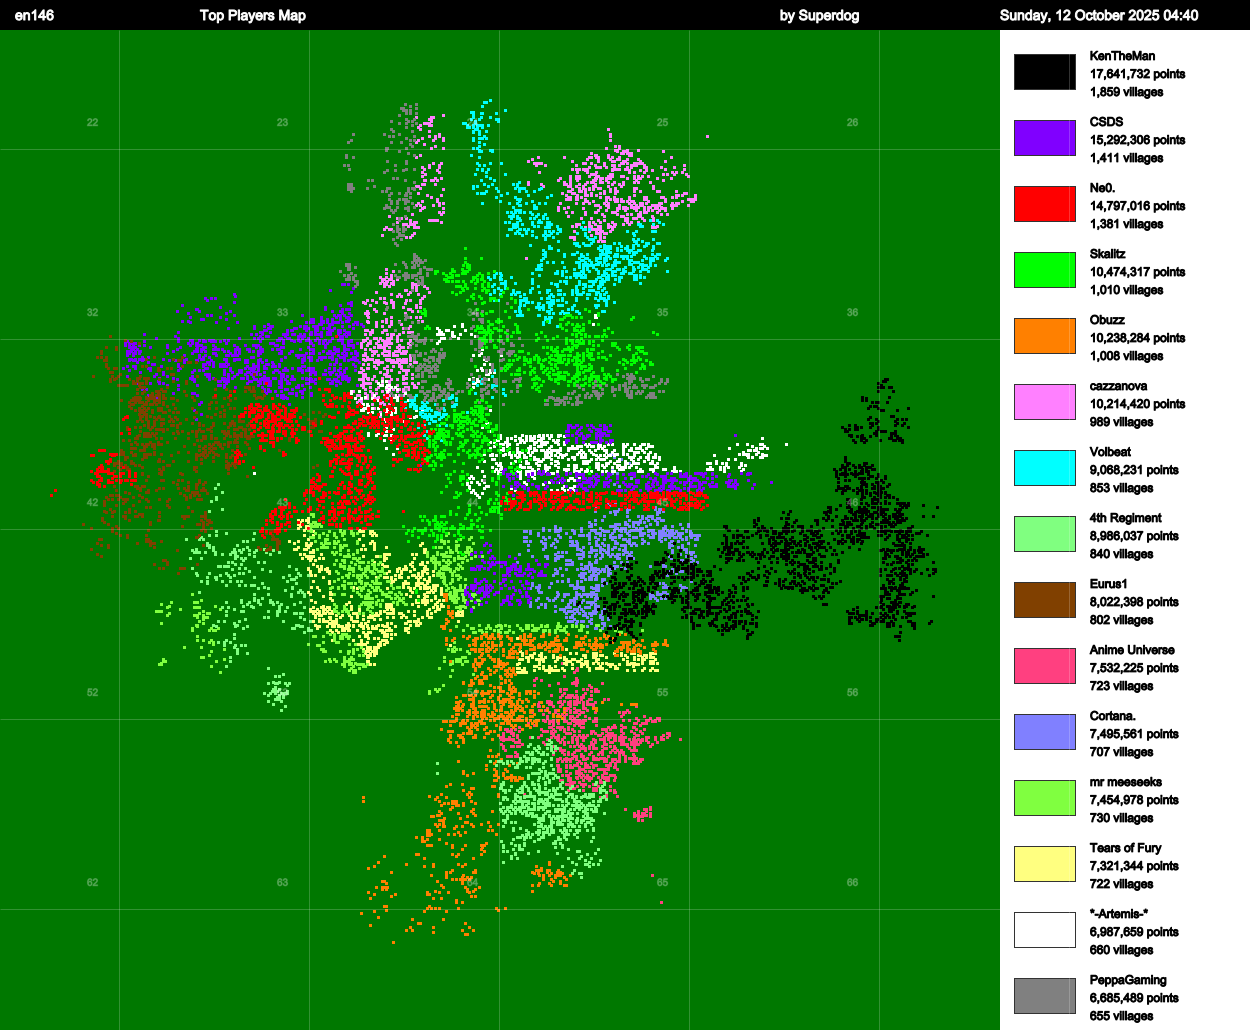 en146 Top Players Map by Superdog Sunday, 12 October 2025 04:40
KenTheMan
17,641,732 points
1,859 villages
CSDS
15,292,306 points
1,411 villages
Ne0.
14,797,016 points
1,381 villages
Skalitz
10,474,317 points
1,010 villages
Obuzz
10,238,284 points
1,008 villages
cazzanova
10,214,420 points
989 villages
Volbeat
9,068,231 points
853 villages
4th Regiment
8,986,037 points
840 villages
Eurus1
8,022,398 points
802 villages
Anime Universe
7,532,225 points
723 villages
Cortana.
7,495,561 points
707 villages
mr meeseeks
7,454,978 points
730 villages
Tears of Fury
7,321,344 points
722 villages
*-Artemis-*
6,987,659 points
660 villages
PeppaGaming
6,685,489 points
655 villages
22 23 25 26
32 33 35 36
42 43 44 45
52 55 56
62 63 64 65 66